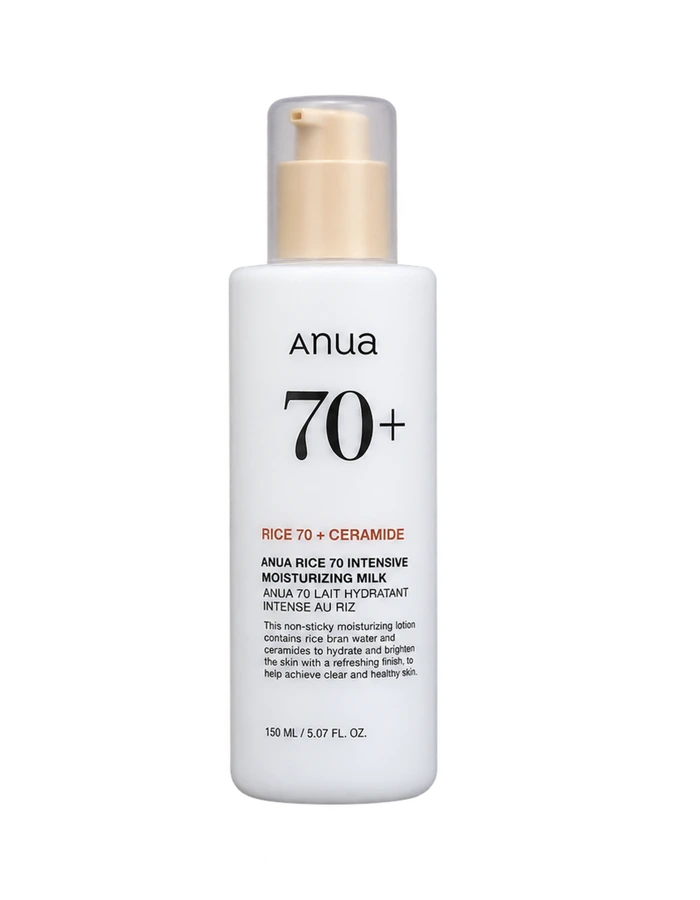 Anua
70+
RICE 70 + CERAMIDE
ANUA RICE 70 INTENSIVE
MOISTURIZING MILK
ANUA 70 LAIT HYDRATANT
INTENSE AU RIZ
This non-sticky moisturizing lotion
contains rice bran water and
ceramides to hydrate and brighten
the skin with a refreshing finish, to
help achieve clear and healthy skin.
150 ML / 5.07 FL. OZ.